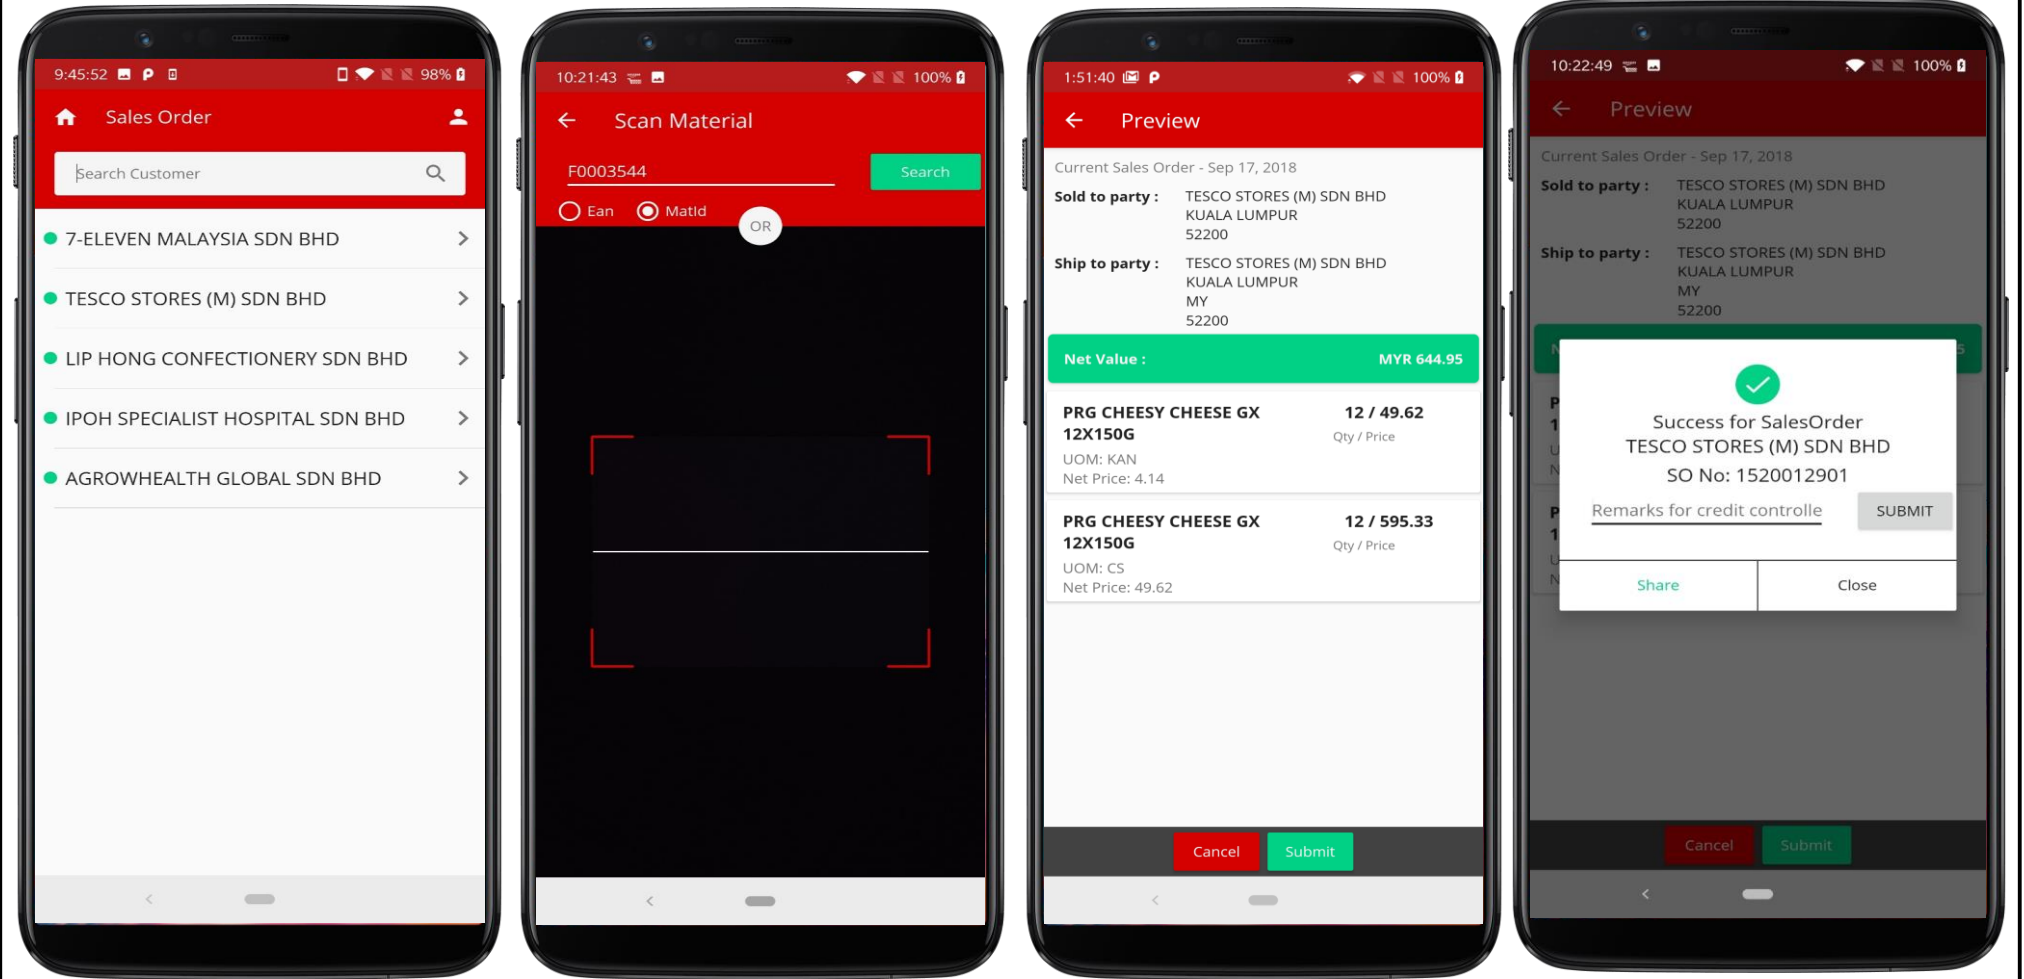 9:45:52
98%
Sales Order
Search Customer
7-ELEVEN MALAYSIA SDN BHD
TESCO STORES (M) SDN BHD
LIP HONG CONFECTIONERY SDN BHD
IPOH SPECIALIST HOSPITAL SDN BHD
AGROWHEALTH GLOBAL SDN BHD
10:21:43
100%
Scan Material
F0003544
Search
Ean
MatId
OR
1:51:40
100%
Preview
Current Sales Order - Sep 17, 2018
Sold to party : TESCO STORES (M) SDN BHD
KUALA LUMPUR
52200
Ship to party : TESCO STORES (M) SDN BHD
KUALA LUMPUR
MY
52200
Net Value : MYR 644.95
PRG CHEESY CHEESE GX 12 / 49.62
12X150G Qty / Price
UOM: KAN
Net Price: 4.14
PRG CHEESY CHEESE GX 12 / 595.33
12X150G Qty / Price
UOM: CS
Net Price: 49.62
Cancel Submit
10:22:49
100%
Preview
Current Sales Order - Sep 17, 2018
Sold to party : TESCO STORES (M) SDN BHD
KUALA LUMPUR
52200
Ship to party : TESCO STORES (M) SDN BHD
KUALA LUMPUR
MY
52200
Success for SalesOrder
TESCO STORES (M) SDN BHD
SO No: 1520012901
Remarks for credit controlle SUBMIT
Share Close
Cancel Submit